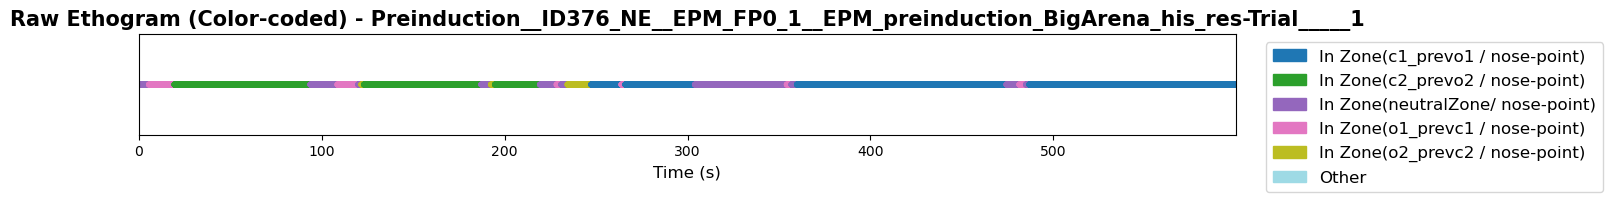 Raw Ethogram (Color-coded) - Preinduction__ID376_NE__EPM_FP0_1__EPM_preinduction_BigArena_his_res-Trial_____1
In Zone(c1_prevo1 / nose-point)
In Zone(c2_prevo2 / nose-point)
In Zone(neutralZone/ nose-point)
In Zone(o1_prevc1 / nose-point)
In Zone(o2_prevc2 / nose-point)
Other
0 100 200 300 400 500
Time (s)